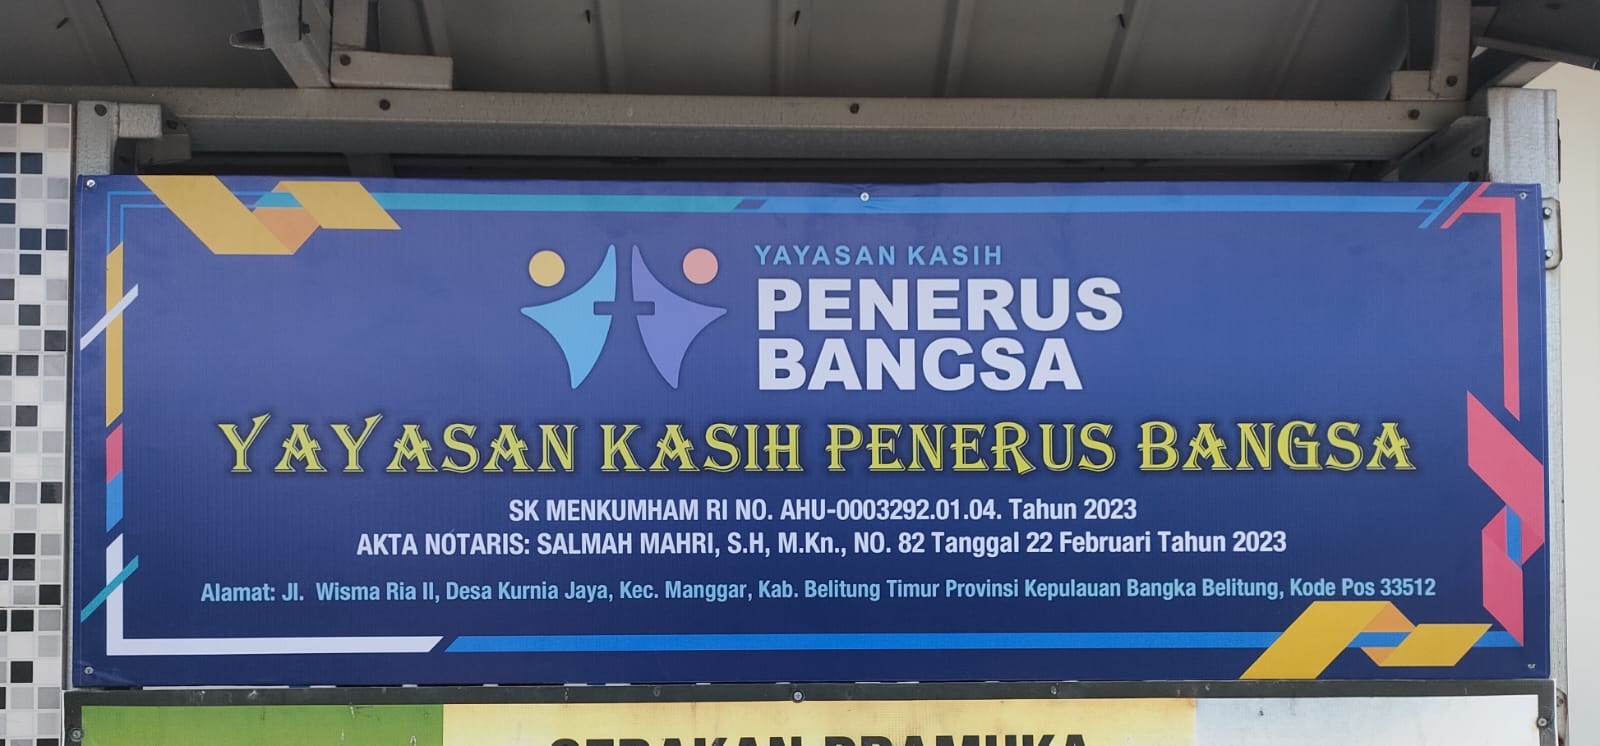 YAYASAN KASIH
PENERUS
BANGSA
YAYASAN KASIH PENERUS BANGSA
SK MENKUMHAM RI NO. AHU-0003292.01.04. Tahun 2023
AKTA NOTARIS: SALMAH MAHRI, S.H, M.Kn., NO. 82 Tanggal 22 Februari Tahun 2023
Alamat: Jl. Wisma Ria II, Desa Kurnia Jaya, Kec. Manggar, Kab. Belitung Timur Provinsi Kepulauan Bangka Belitung, Kode Pos 33512
GERAKAN PRAMUKA